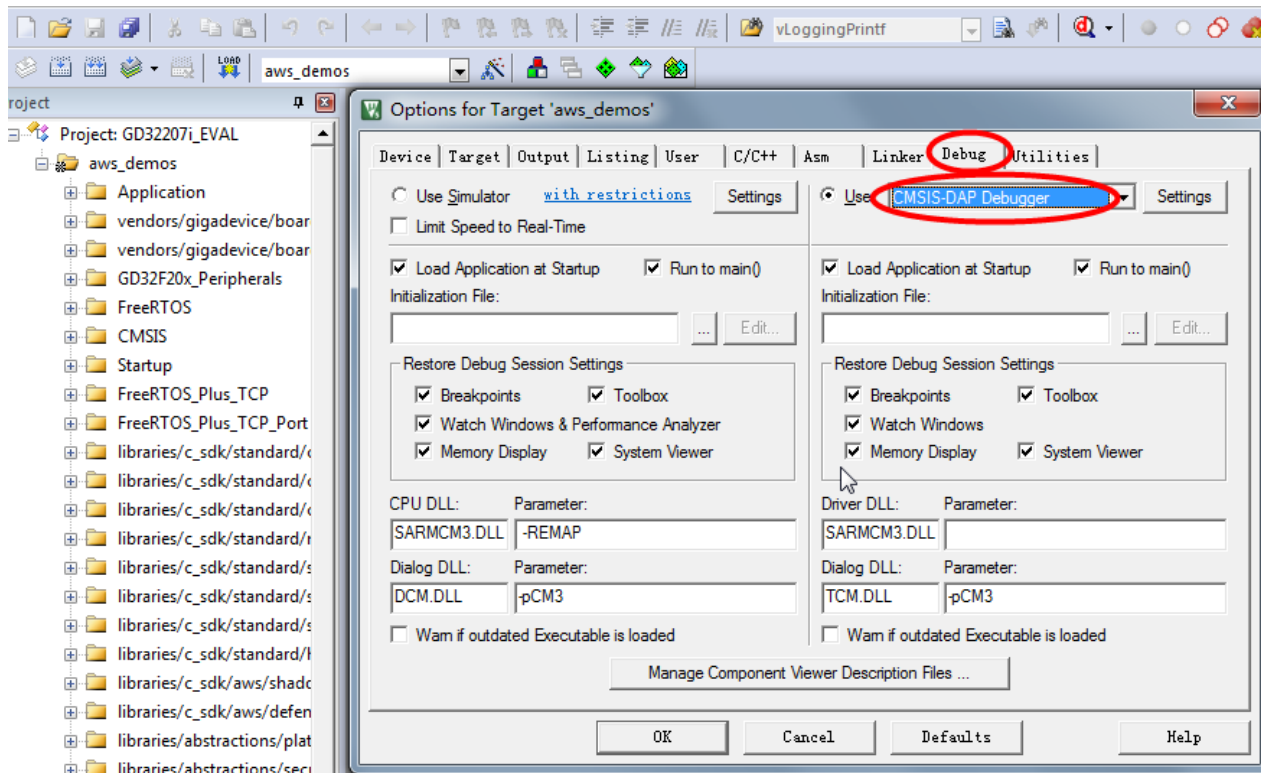 vLoggingPrintf
LOAD
aws_demos
roject
Options for Target 'aws_demos'
Project: GD32207i_EVAL
aws_demos
Application
vendors/gigadevice/boar
vendors/gigadevice/boar
GD32F20x_Peripherals
FreeRTOS
CMSIS
Startup
FreeRTOS_Plus_TCP
FreeRTOS_Plus_TCP_Port
libraries/c_sdk/standard/c
libraries/c_sdk/standard/c
libraries/c_sdk/standard/c
libraries/c_sdk/standard/r
libraries/c_sdk/standard/s
libraries/c_sdk/standard/s
libraries/c_sdk/standard/s
libraries/c_sdk/standard/h
libraries/c_sdk/aws/shadc
libraries/c_sdk/aws/defen
libraries/abstractions/plat
libraries/abstractions/secu
Device Target Output Listing User C/C++ Asm Linker Debug Utilities
Use Simulator with restrictions Settings
Limit Speed to Real-Time
Load Application at Startup Run to main()
Initialization File:
... Edit...
Restore Debug Session Settings
Breakpoints Toolbox
Watch Windows & Performance Analyzer
Memory Display System Viewer
CPU DLL: Parameter:
SARMCM3.DLL -REMAP
Dialog DLL: Parameter:
DCM.DLL -pCM3
Warn if outdated Executable is loaded
Use CMSIS-DAP Debugger Settings
Load Application at Startup Run to main()
Initialization File:
... Edit...
Restore Debug Session Settings
Breakpoints Toolbox
Watch Windows
Memory Display System Viewer
Driver DLL: Parameter:
SARMCM3.DLL
Dialog DLL: Parameter:
TCM.DLL -pCM3
Warn if outdated Executable is loaded
Manage Component Viewer Description Files ...
OK Cancel Defaults Help